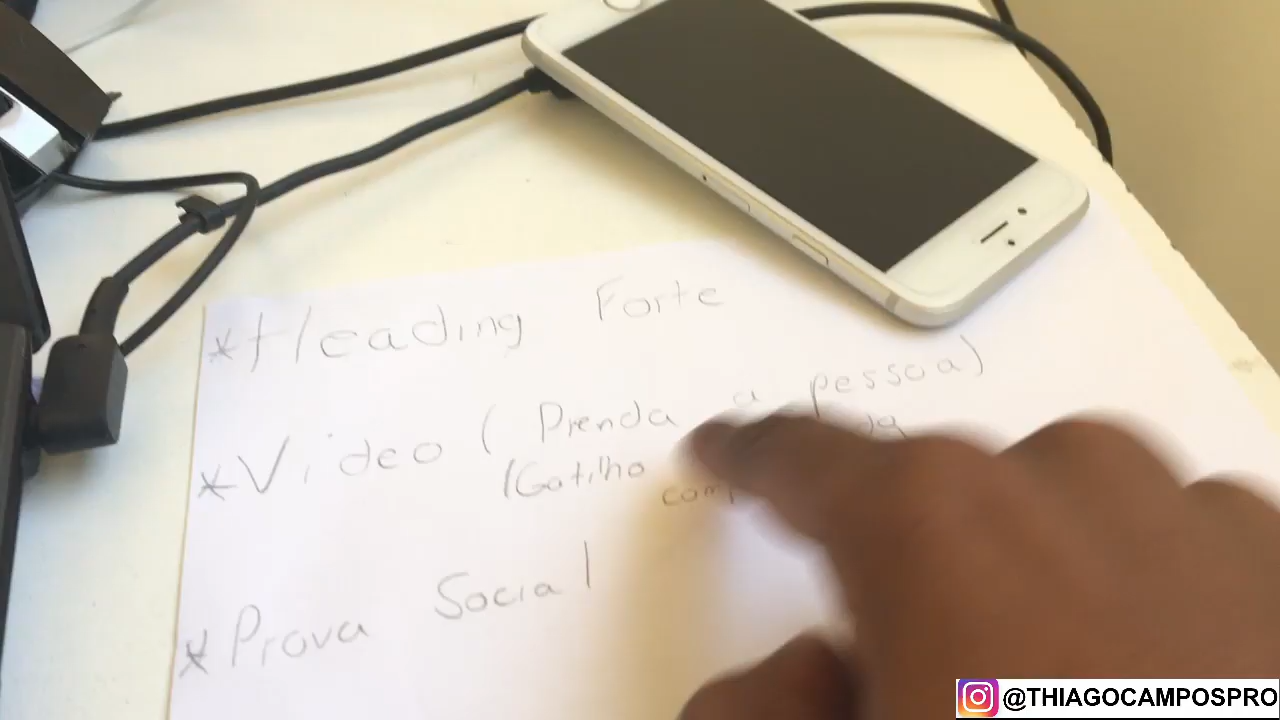 *Heading Forte
*Video ( Prenda a pessoa)
(Gatilho
*Prova Social
@THIAGOCAMPOSPRO